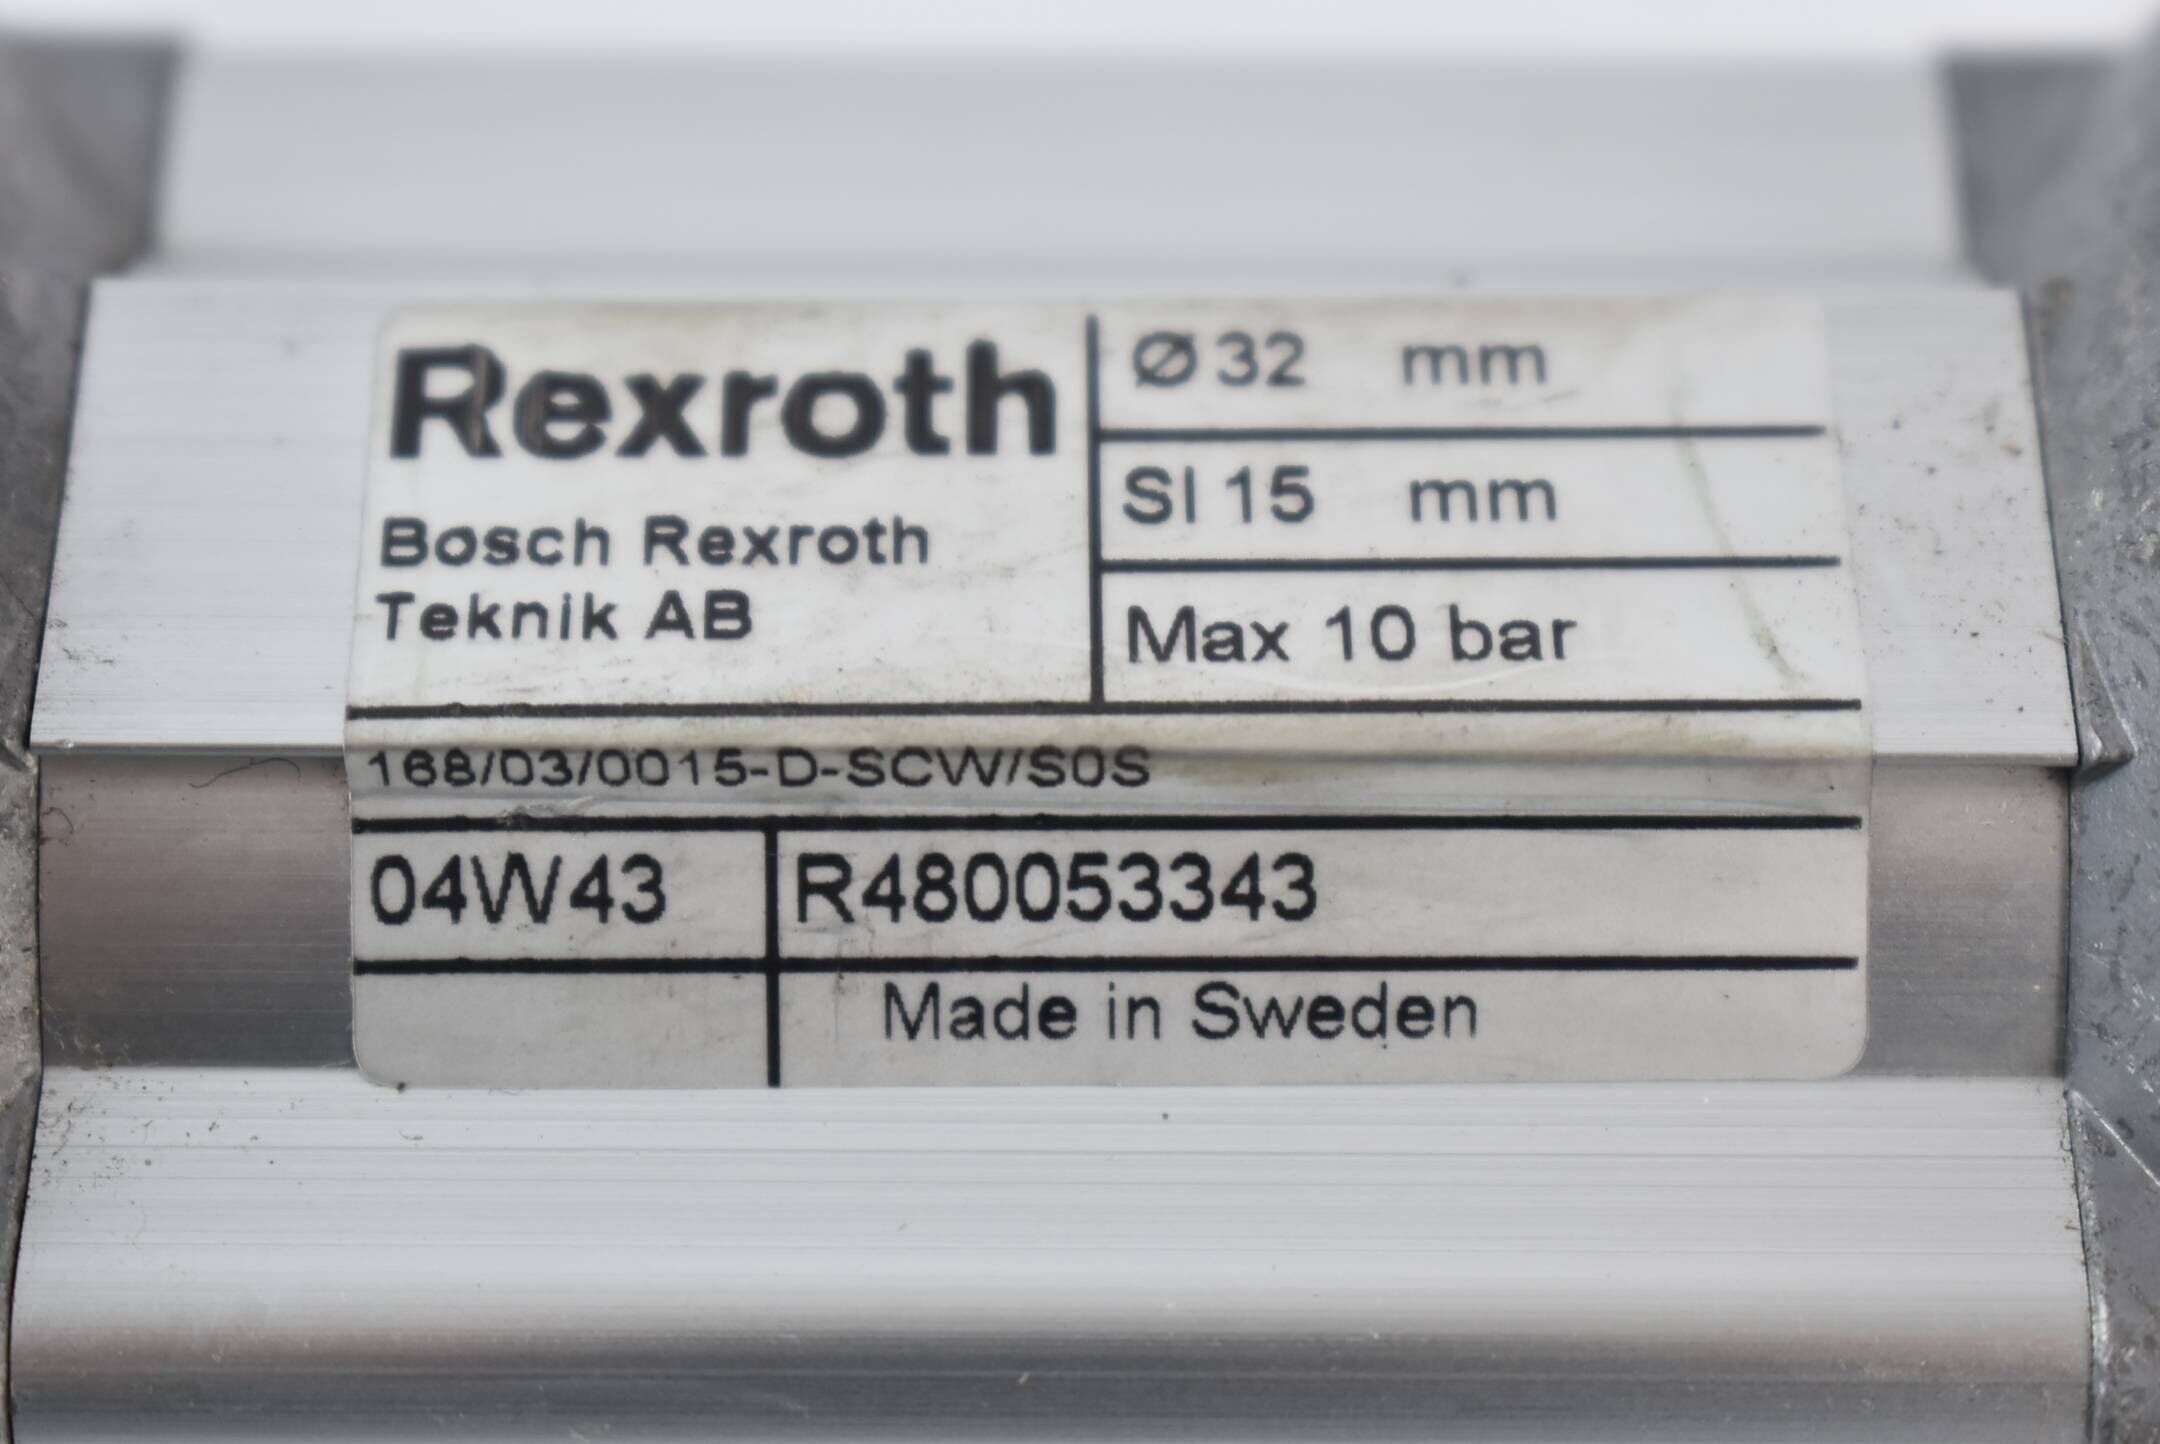 Rexroth
Bosch Rexroth
Teknik AB
Ø 32 mm
Sl 15 mm
Max 10 bar
168/03/0015-D-SCW/S0S
04W43
R480053343
Made in Sweden